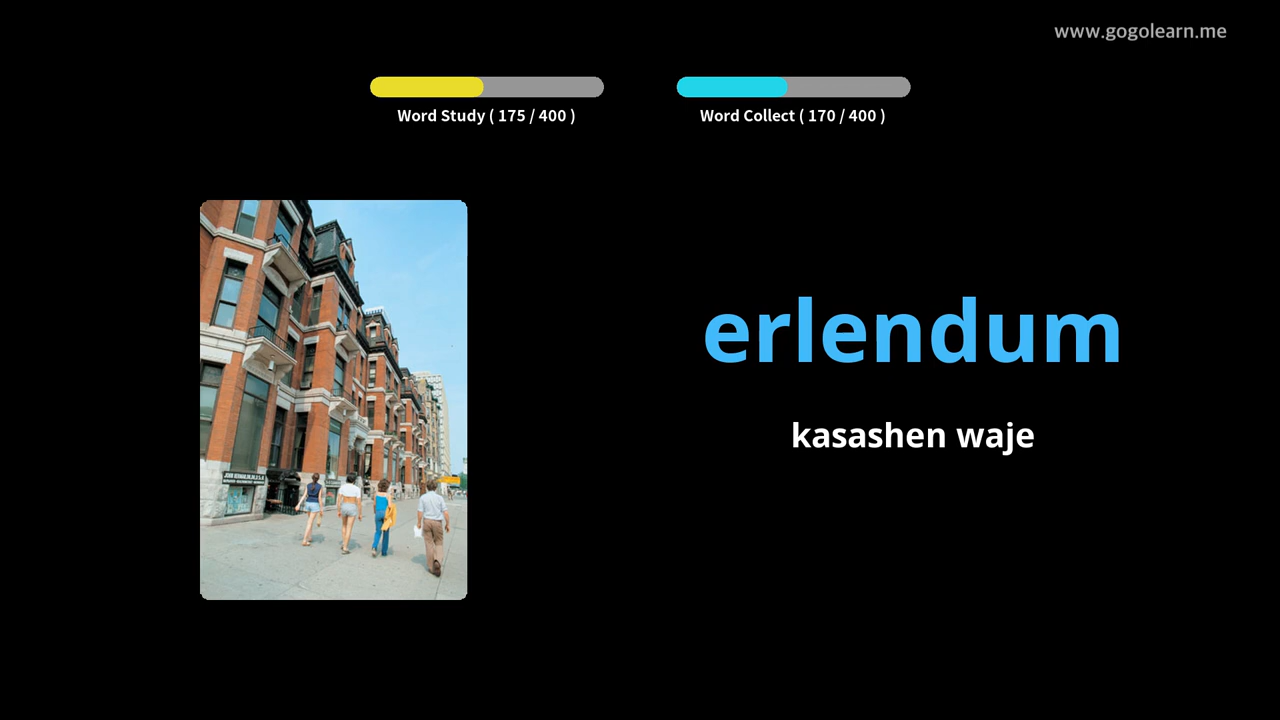 www.gogolearn.me
Word Study ( 175 / 400 )
Word Collect ( 170 / 400 )
erlendum
kasashen waje